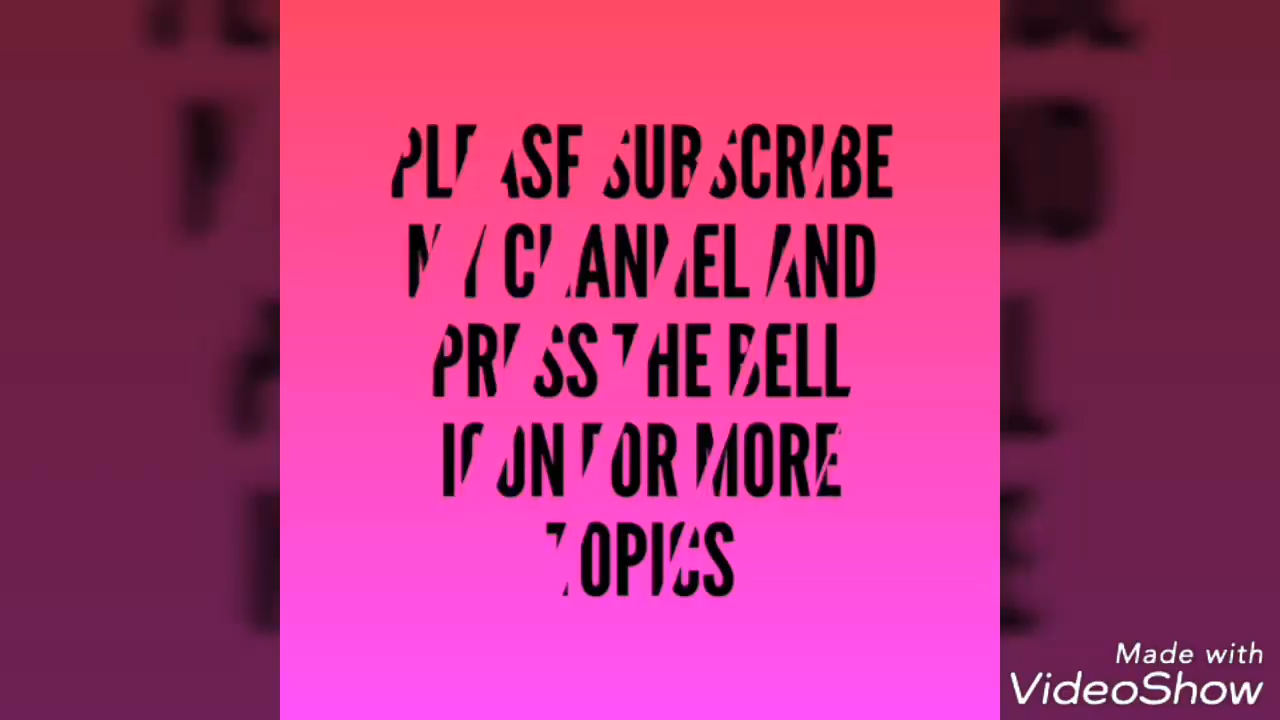 PLEASE SUBSCRIBE
MY CHANNEL AND
PRESS THE BELL
ICON FOR MORE
TOPICS
Made with
VideoShow